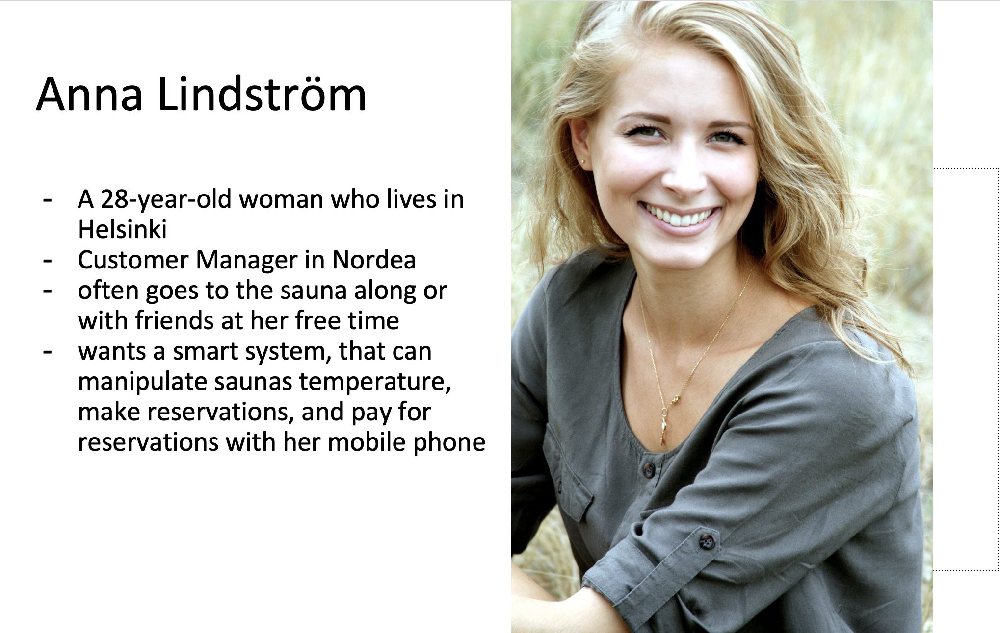 Anna Lindström
- A 28-year-old woman who lives in
Helsinki
- Customer Manager in Nordea
- often goes to the sauna along or
with friends at her free time
- wants a smart system, that can
manipulate saunas temperature,
make reservations, and pay for
reservations with her mobile phone